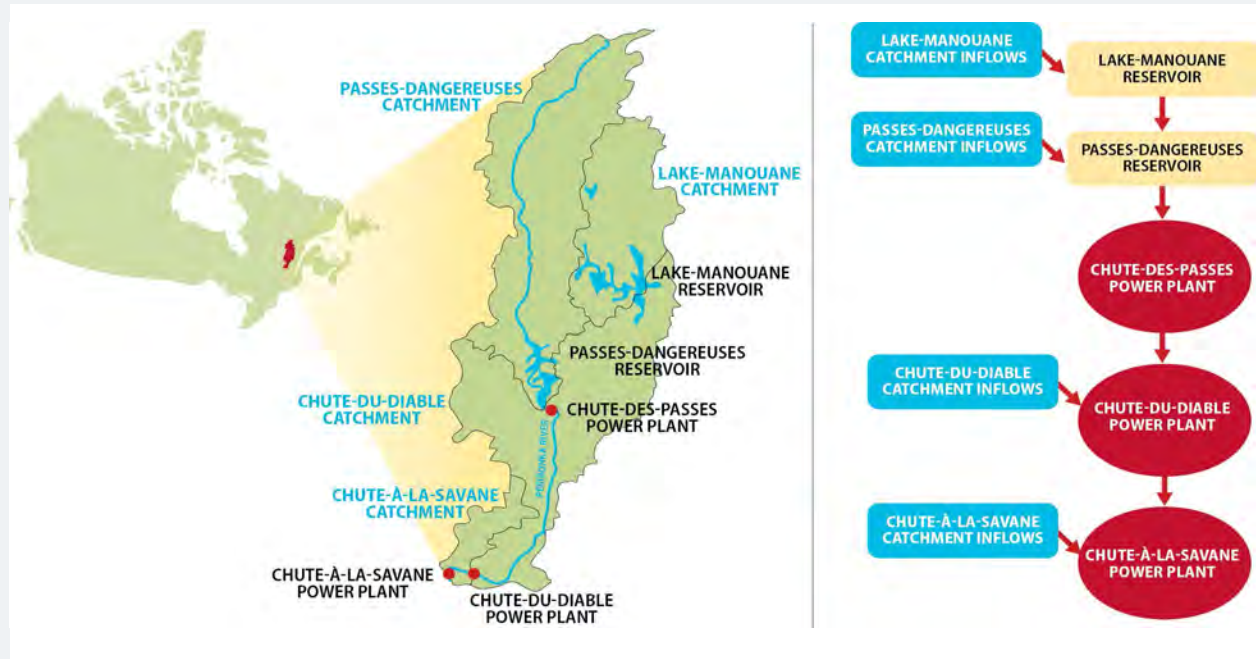 PASSES-DANGEREUSES
CATCHMENT
LAKE-MANOUANE
CATCHMENT
LAKE-MANOUANE
RESERVOIR
PASSES-DANGEREUSES
RESERVOIR
CHUTE-DU-DIABLE
CATCHMENT
CHUTE-DES-PASSES
POWER PLANT
PERIBONKA RIVER
CHUTE-À-LA-SAVANE
CATCHMENT
CHUTE-À-LA-SAVANE
POWER PLANT
CHUTE-DU-DIABLE
POWER PLANT
LAKE-MANOUANE
CATCHMENT INFLOWS
LAKE-MANOUANE
RESERVOIR
PASSES-DANGEREUSES
CATCHMENT INFLOWS
PASSES-DANGEREUSES
RESERVOIR
CHUTE-DES-PASSES
POWER PLANT
CHUTE-DU-DIABLE
CATCHMENT INFLOWS
CHUTE-DU-DIABLE
POWER PLANT
CHUTE-À-LA-SAVANE
CATCHMENT INFLOWS
CHUTE-À-LA-SAVANE
POWER PLANT